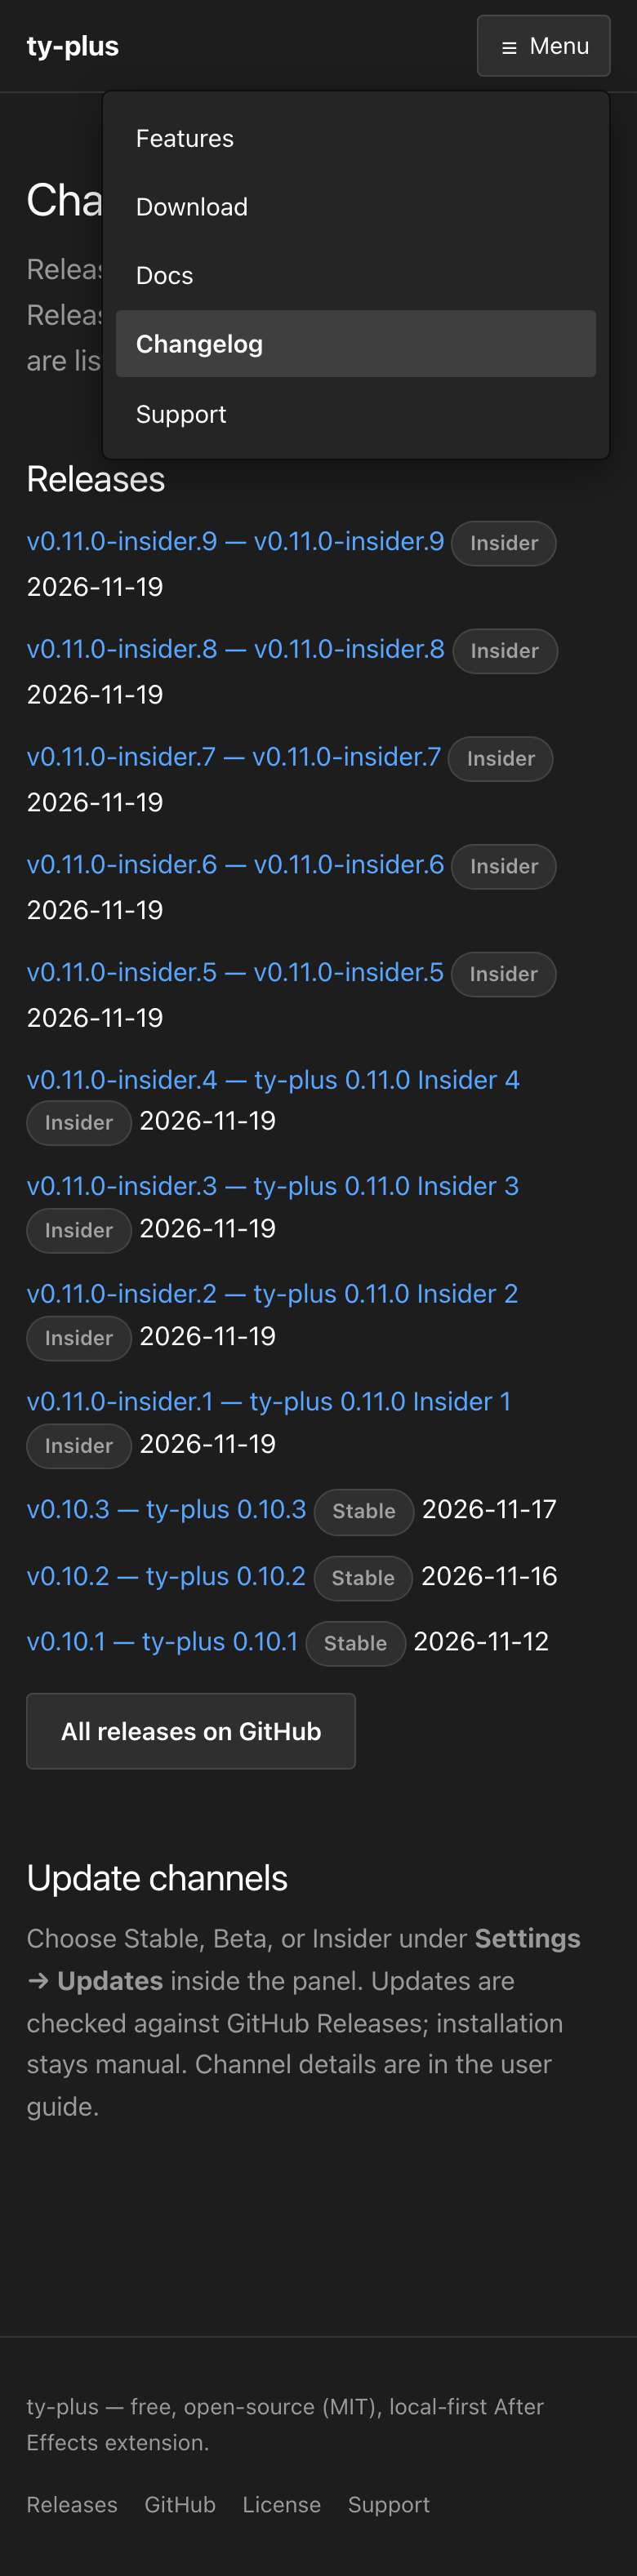 ty-plus
≡ Menu
Features
Download
Docs
Changelog
Support
Releases
v0.11.0-insider.9 — v0.11.0-insider.9 Insider
2026-11-19
v0.11.0-insider.8 — v0.11.0-insider.8 Insider
2026-11-19
v0.11.0-insider.7 — v0.11.0-insider.7 Insider
2026-11-19
v0.11.0-insider.6 — v0.11.0-insider.6 Insider
2026-11-19
v0.11.0-insider.5 — v0.11.0-insider.5 Insider
2026-11-19
v0.11.0-insider.4 — ty-plus 0.11.0 Insider 4
Insider 2026-11-19
v0.11.0-insider.3 — ty-plus 0.11.0 Insider 3
Insider 2026-11-19
v0.11.0-insider.2 — ty-plus 0.11.0 Insider 2
Insider 2026-11-19
v0.11.0-insider.1 — ty-plus 0.11.0 Insider 1
Insider 2026-11-19
v0.10.3 — ty-plus 0.10.3 Stable 2026-11-17
v0.10.2 — ty-plus 0.10.2 Stable 2026-11-16
v0.10.1 — ty-plus 0.10.1 Stable 2026-11-12
All releases on GitHub
Update channels
Choose Stable, Beta, or Insider under Settings
→ Updates inside the panel. Updates are
checked against GitHub Releases; installation
stays manual. Channel details are in the user
guide.
ty-plus — free, open-source (MIT), local-first After
Effects extension.
Releases GitHub License Support